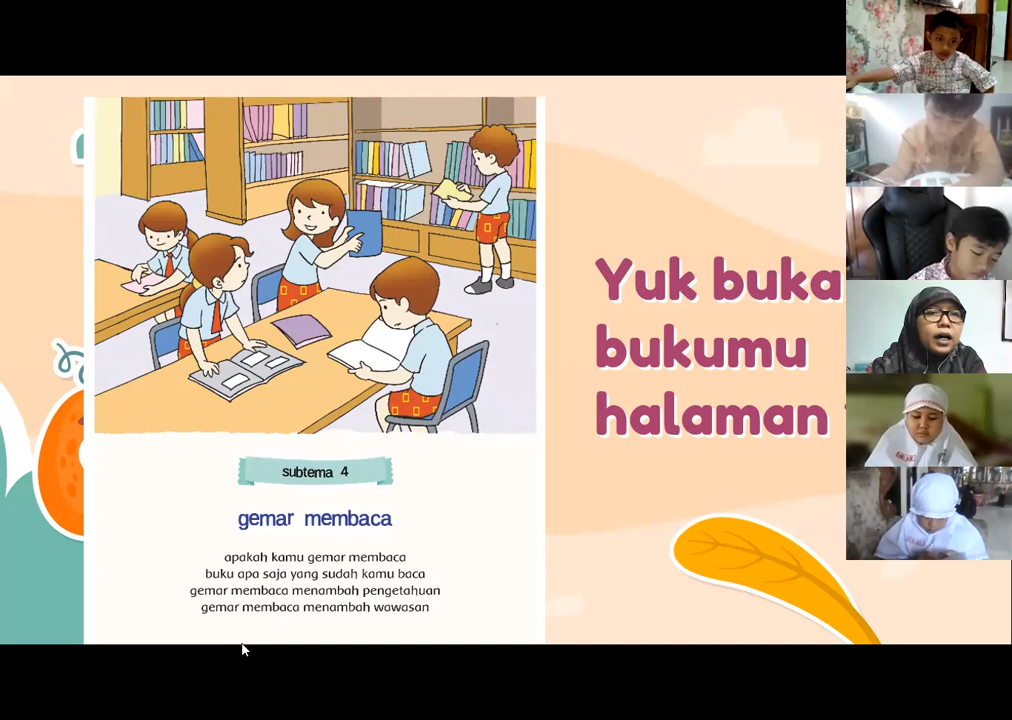 subtema 4
gemar membaca
apakah kamu gemar membaca
buku apa saja yang sudah kamu baca
gemar membaca menambah pengetahuan
gemar membaca menambah wawasan
Yuk buka
bukumu
halaman